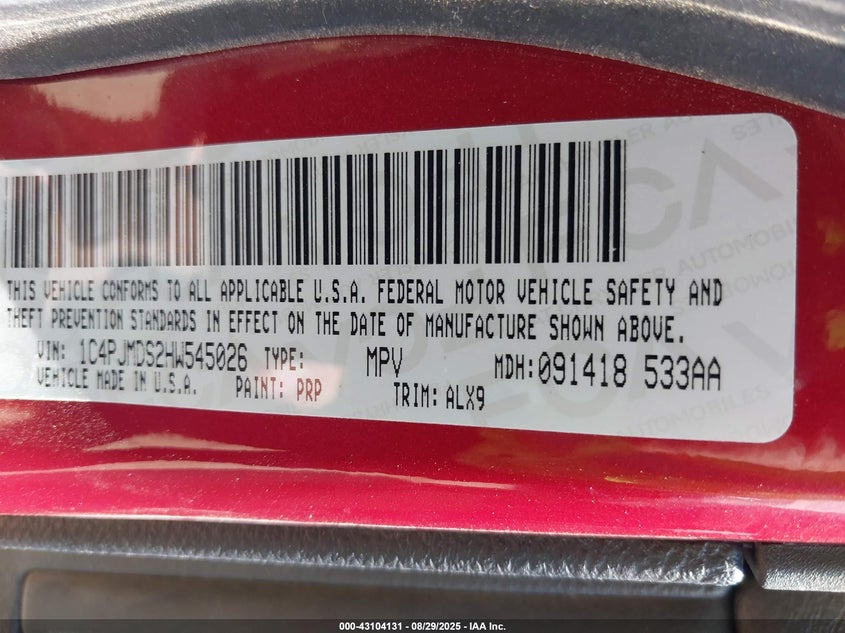 THIS VEHICLE CONFORMS TO ALL APPLICABLE U.S.A. FEDERAL MOTOR VEHICLE SAFETY AND
THEFT PREVENTION STANDARDS IN EFFECT ON THE DATE OF MANUFACTURE SHOWN ABOVE.
VIN: 1C4PJMDS2HW545026 TYPE: MPV MDH: 091418 533AA
VEHICLE MADE IN U.S.A. PAINT: PRP TRIM: ALX9
000-43104131 - 08/29/2025 - IAA Inc.